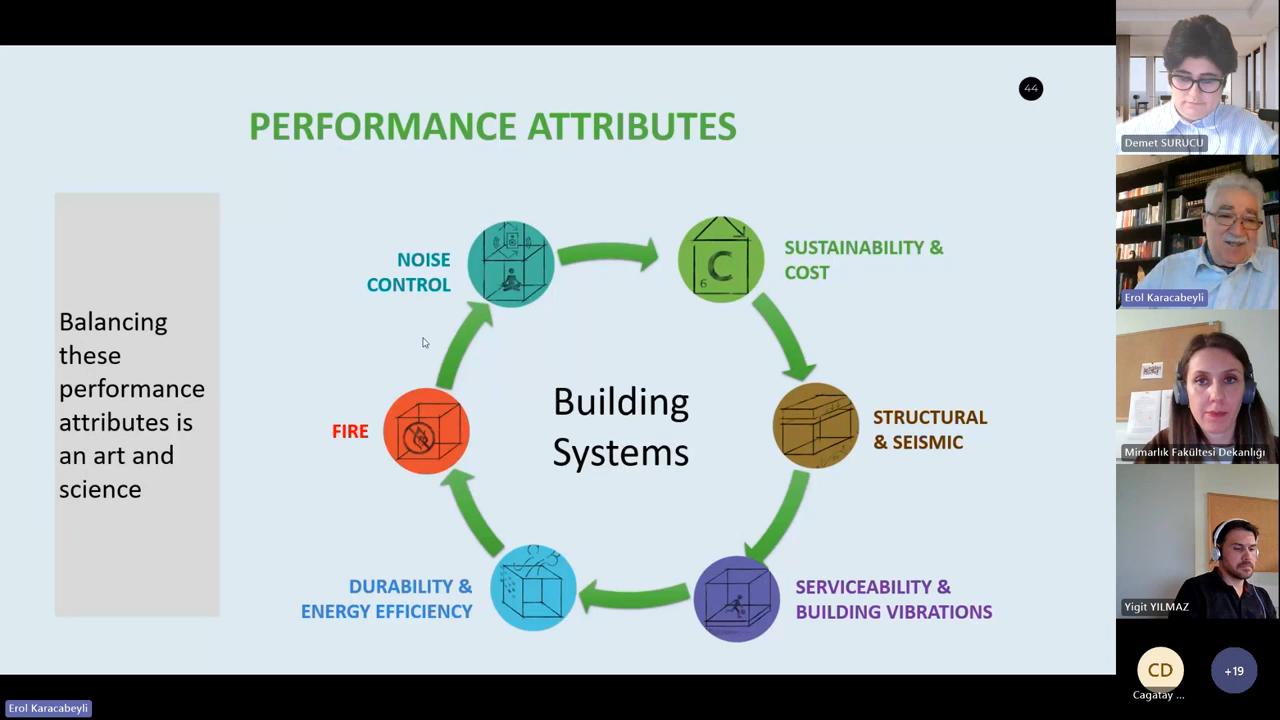 44
PERFORMANCE ATTRIBUTES
Balancing
these
performance
attributes is
an art and
science
NOISE
CONTROL
C
6
SUSTAINABILITY &
COST
FIRE
Building
Systems
STRUCTURAL
& SEISMIC
DURABILITY &
ENERGY EFFICIENCY
SERVICEABILITY &
BUILDING VIBRATIONS
Demet SURUCU
Erol Karacabeyli
Mimarlık Fakültesi Dekanlığı
Yigit YILMAZ
CD
+19
Cagatay ...
Erol Karacabeyli